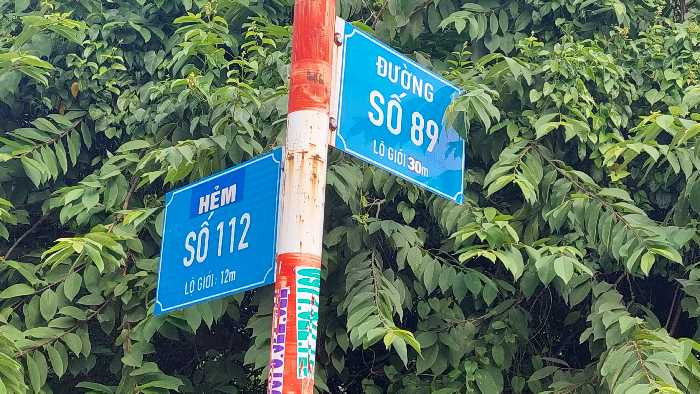 ĐƯỜNG
SỐ 89
LỘ GIỚI 30m
HẺM
SỐ 112
LỘ GIỚI : 12m